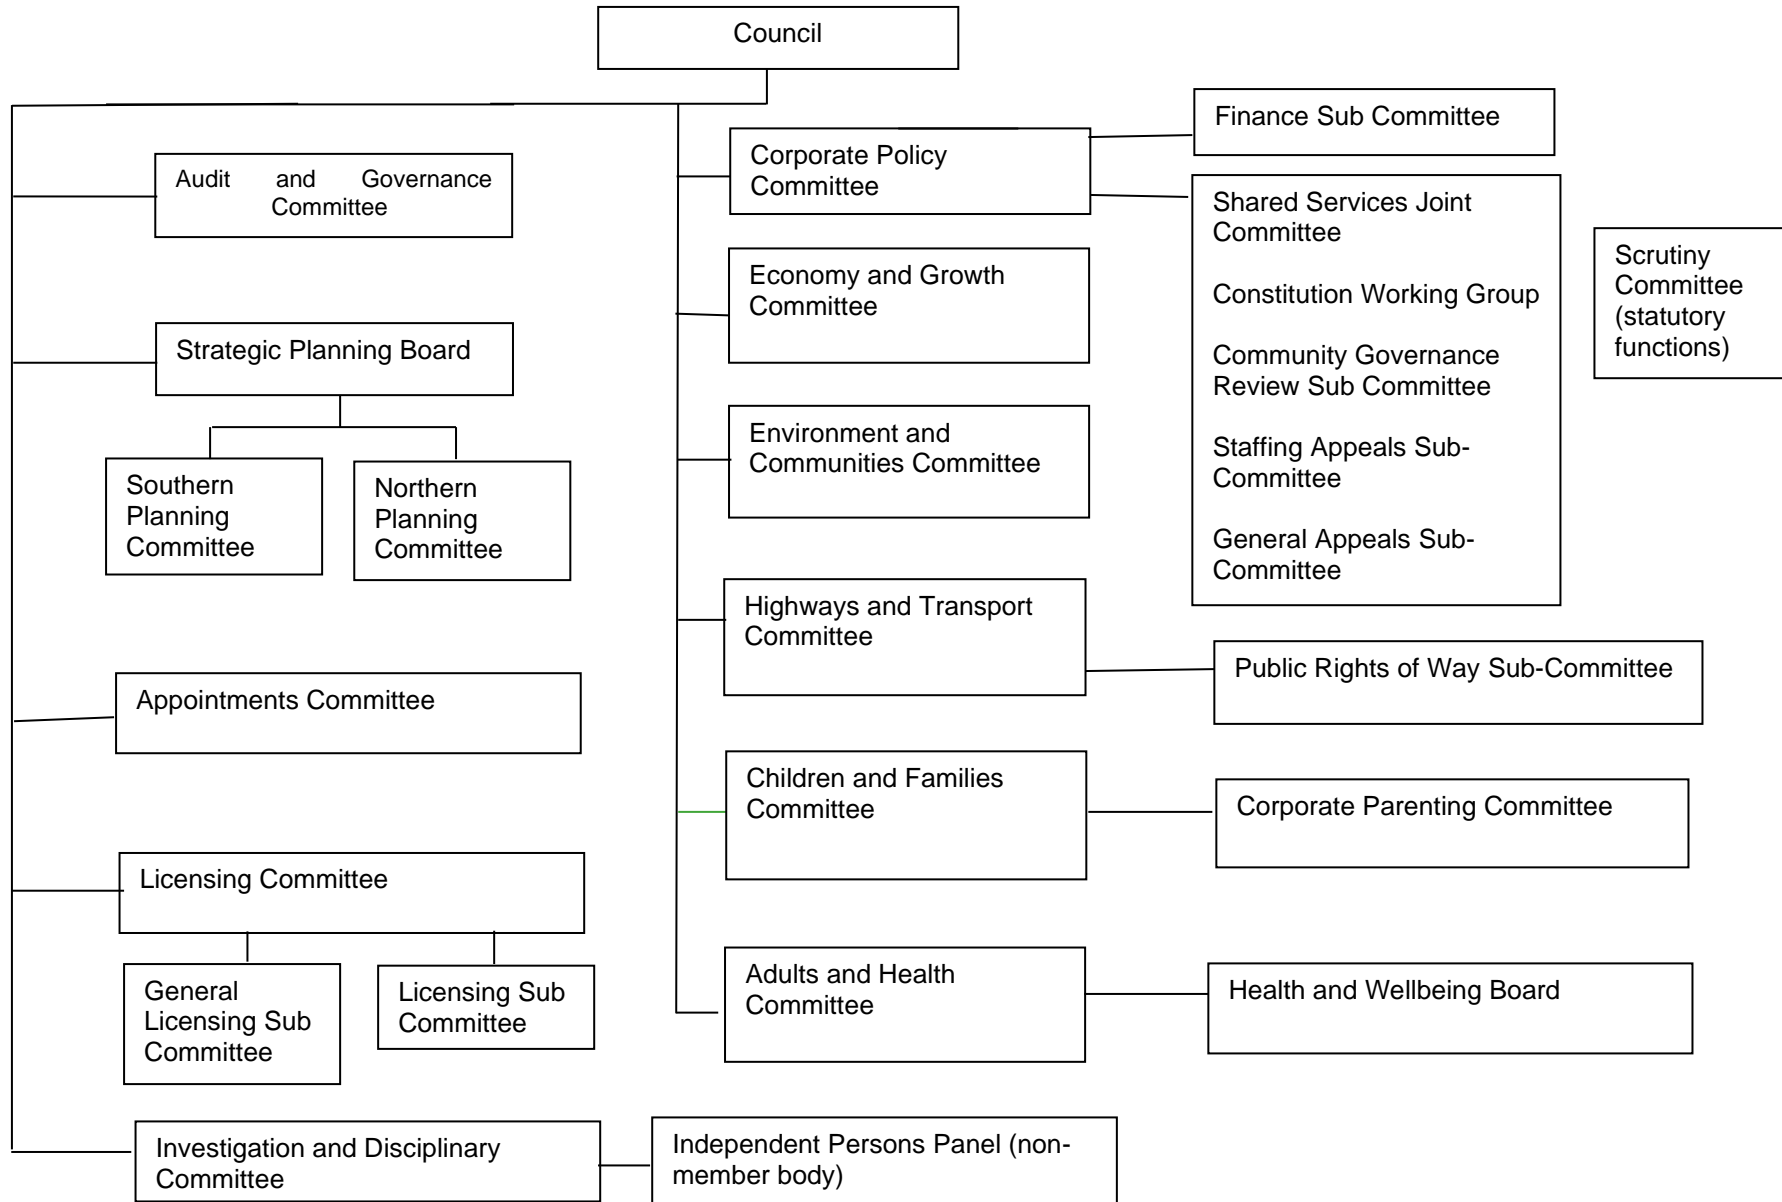 Council
Audit and Governance
Committee
Strategic Planning Board
Southern
Planning
Committee
Northern
Planning
Committee
Appointments Committee
Licensing Committee
General
Licensing Sub
Committee
Licensing Sub
Committee
Investigation and Disciplinary
Committee
Independent Persons Panel (non-
member body)
Corporate Policy
Committee
Finance Sub Committee
Shared Services Joint
Committee
Constitution Working Group
Community Governance
Review Sub Committee
Staffing Appeals Sub-
Committee
General Appeals Sub-
Committee
Scrutiny
Committee
(statutory
functions)
Economy and Growth
Committee
Environment and
Communities Committee
Highways and Transport
Committee
Public Rights of Way Sub-Committee
Children and Families
Committee
Corporate Parenting Committee
Adults and Health
Committee
Health and Wellbeing Board